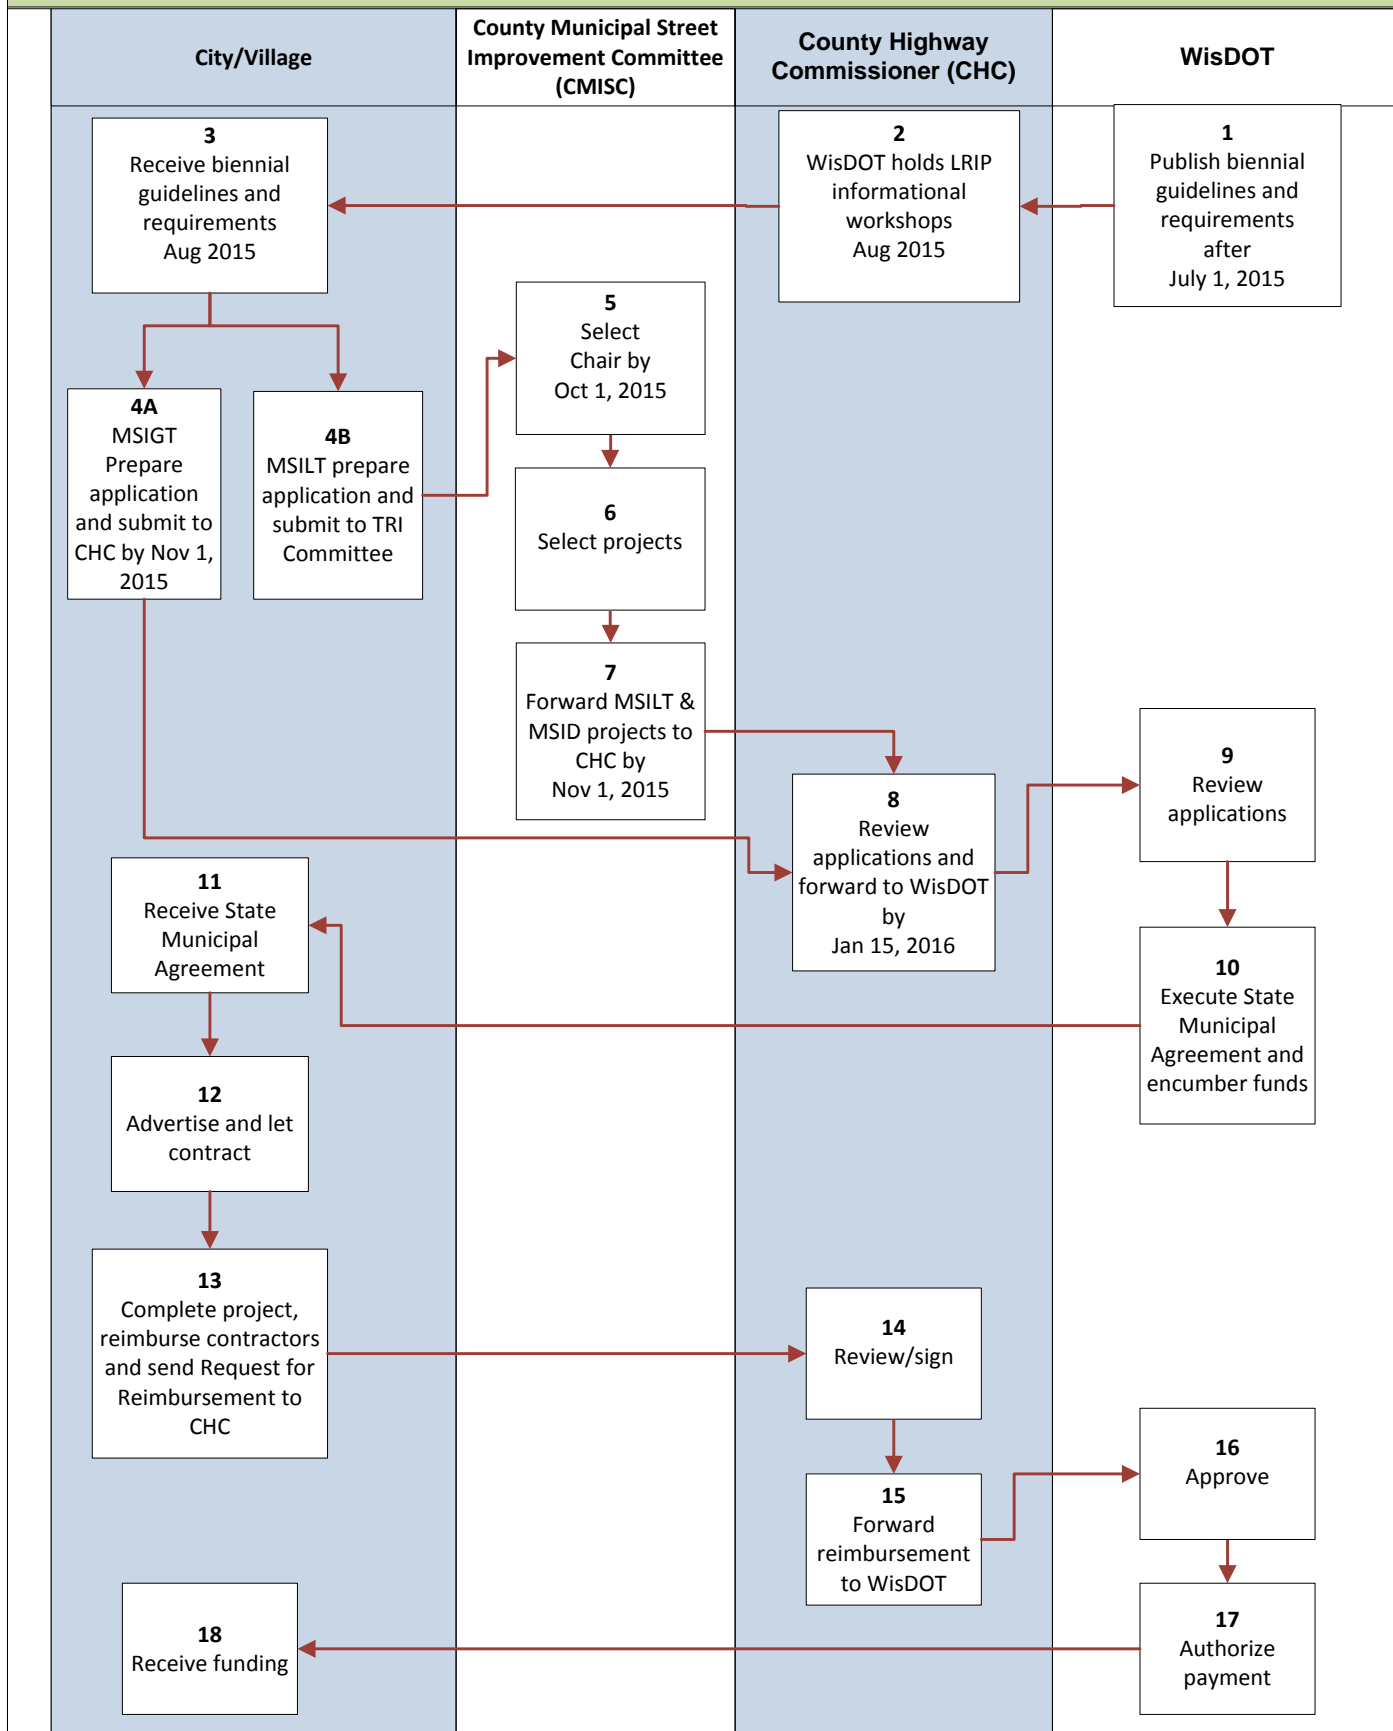 City/Village
County Municipal Street
Improvement Committee
(CMISC)
County Highway
Commissioner (CHC)
WisDOT
1
Publish biennial
guidelines and
requirements
after
July 1, 2015
2
WisDOT holds LRIP
informational
workshops
Aug 2015
3
Receive biennial
guidelines and
requirements
Aug 2015
4A
MSIGT
Prepare
application
and submit to
CHC by Nov 1,
2015
4B
MSILT prepare
application and
submit to TRI
Committee
5
Select
Chair by
Oct 1, 2015
6
Select projects
7
Forward MSILT &
MSID projects to
CHC by
Nov 1, 2015
8
Review
applications and
forward to WisDOT
by
Jan 15, 2016
9
Review
applications
10
Execute State
Municipal
Agreement and
encumber funds
11
Receive State
Municipal
Agreement
12
Advertise and let
contract
13
Complete project,
reimburse contractors
and send Request for
Reimbursement to
CHC
14
Review/sign
15
Forward
reimbursement
to WisDOT
16
Approve
17
Authorize
payment
18
Receive funding